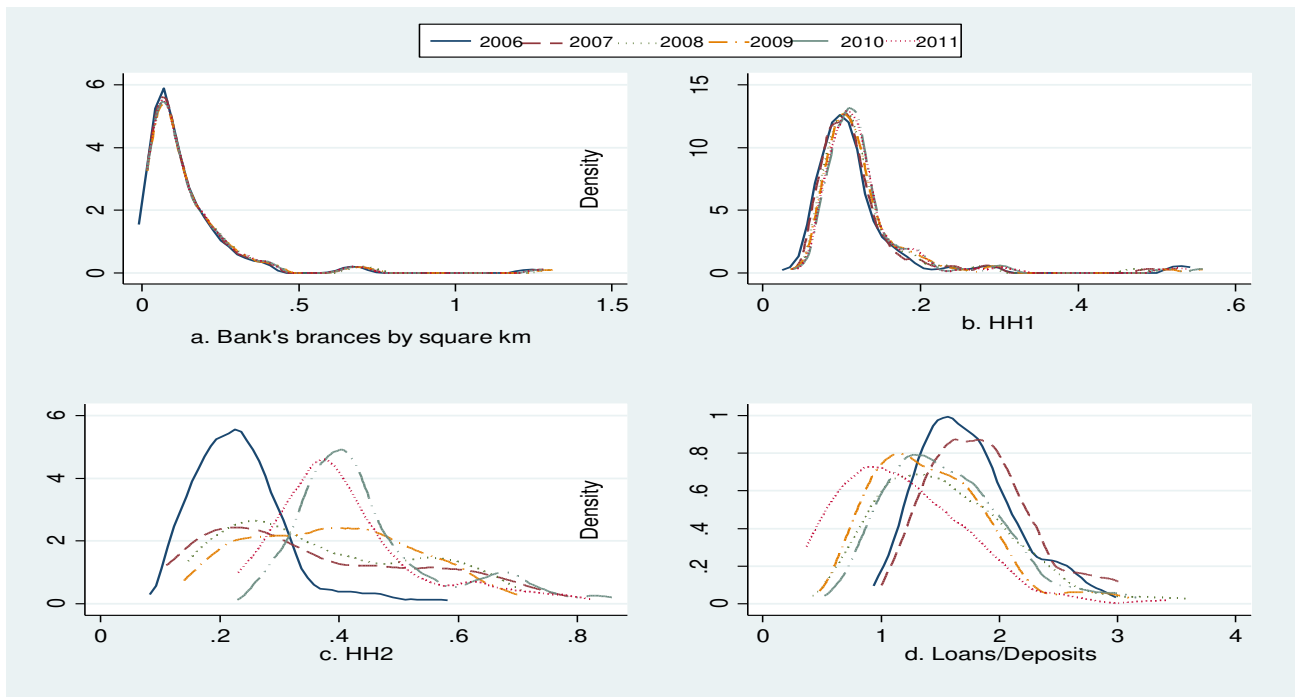 2006 2007 2008 2009 2010 2011
6
4
2
0
0 .5 1 1.5
a. Bank's brances by square km
Density
15
10
5
0
0 .2 .4 .6
b. HH1
6
4
2
0
0 .2 .4 .6 .8
c. HH2
Density
1
.8
.6
.4
.2
0
0 1 2 3 4
d. Loans/Deposits